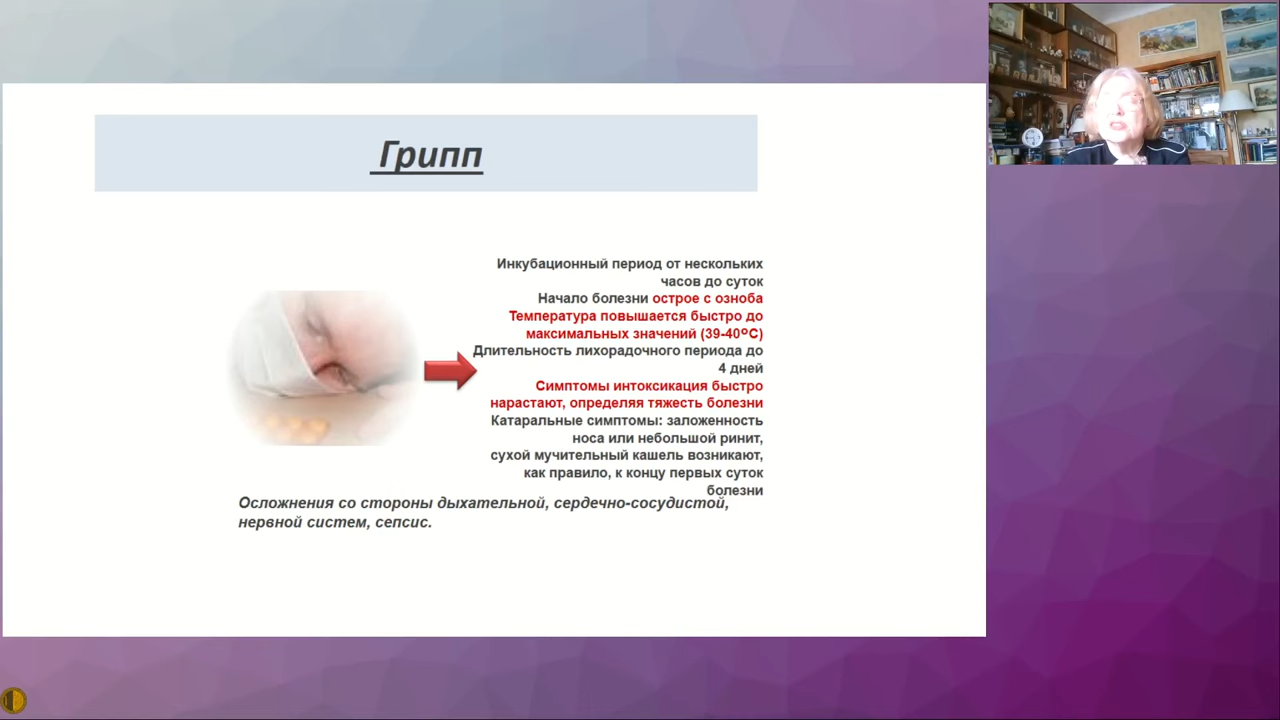 Грипп
Инкубационный период от нескольких
часов до суток
Начало болезни острое с озноба
Температура повышается быстро до
максимальных значений (39-40ºС)
Длительность лихорадочного периода до
4 дней
Симптомы интоксикация быстро
нарастают, определяя тяжесть болезни
Катаральные симптомы: заложенность
носа или небольшой ринит,
сухой мучительный кашель возникают,
как правило, к концу первых суток
болезни
Осложнения со стороны дыхательной, сердечно-сосудистой,
нервной систем, сепсис.